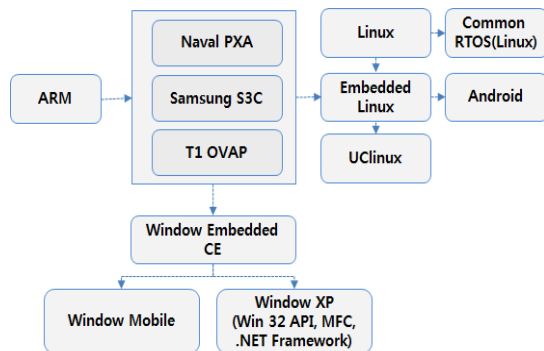 Naval PXA
Samsung S3C
T1 OVAP
ARM
Linux
Common
RTOS(Linux)
Embedded
Linux
Android
UClinux
Window Embedded
CE
Window Mobile
Window XP
(Win 32 API, MFC,
.NET Framework)